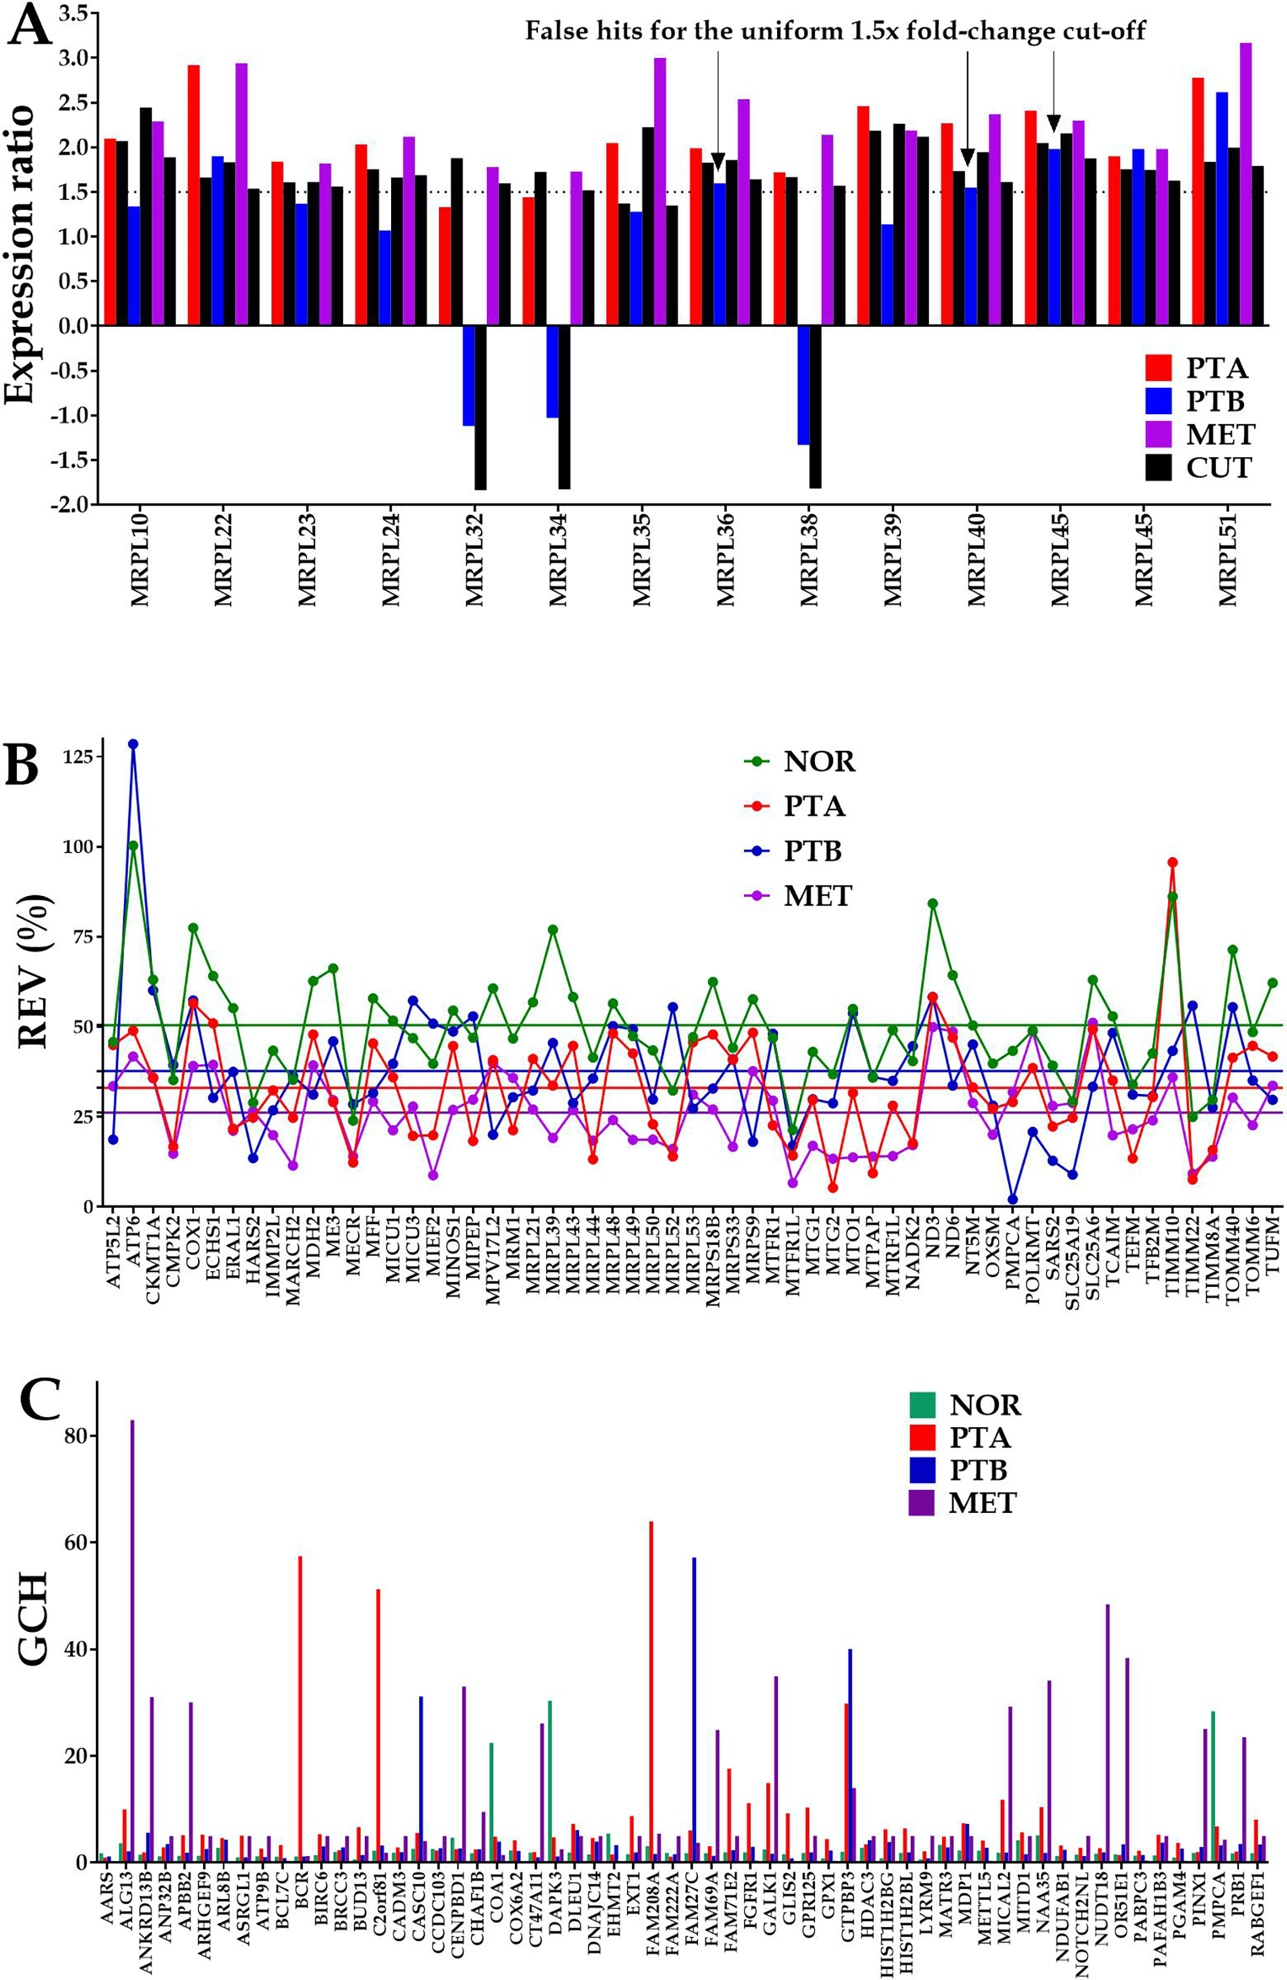 A
False hits for the uniform 1.5x fold-change cut-off
Expression ratio
3.5
3.0
2.5
2.0
1.5
1.0
0.5
0.0
-0.5
-1.0
-1.5
-2.0
PTA
PTB
MET
CUT
MRPL10
MRPL22
MRPL23
MRPL24
MRPL32
MRPL34
MRPL35
MRPL36
MRPL38
MRPL39
MRPL40
MRPL45
MRPL45
MRPL51
B
REV (%)
125
100
75
50
25
0
NOR
PTA
PTB
MET
ATP5L2
ATP6
CKMT1A
CMPK2
COX1
ECHS1
ERAL1
HARS2
IMMP2L
MARCH2
MDH2
ME3
MECR
MFF
MICU1
MICU3
MIEF2
MINOS1
MIPEP
MPV17L2
MRM1
MRPL21
MRPL39
MRPL43
MRPL44
MRPL48
MRPL49
MRPL50
MRPL52
MRPL53
MRPS18B
MRPS33
MRPS9
MTFR1
MTFR1L
MTG1
MTG2
MTO1
MTPAP
MTRF1L
NADK2
ND3
ND6
NT5M
OXSM
PMPCA
POLRMT
SARS2
SLC25A19
SLC25A6
TCAIM
TEFM
TFB2M
TIMM10
TIMM22
TIMM8A
TOMM40
TOMM6
TUFM
C
GCH
80
60
40
20
0
NOR
PTA
PTB
MET
AARS
ALG13
ANKRD13B
ANP32B
APBB2
ARHGEF9
ARL8B
ASRGL1
ATP9B
BCL7C
BCR
BIRC6
BRCC3
BUD13
C2orf81
CADM3
CASC10
CCDC103
CENPBD1
CHAF1B
COA1
COX6A2
CT47A11
DAPK3
DLEU1
DNAJC14
EHMT2
EXT1
FAM208A
FAM222A
FAM27C
FAM69A
FAM71E2
FGFR1
GALK1
GLIS2
GPR125
GPX1
GTPBP3
HDAC3
HIST1H2BG
HIST1H2BL
LYRM9
MATR3
MDP1
METTL5
MICAL2
MITD1
NAA35
NDUFAB1
NOTCH2NL
NUDT18
OR51E1
PABPC3
PAFAH1B3
PGAM4
PINX1
PMPCA
PRB1
RABGEF1